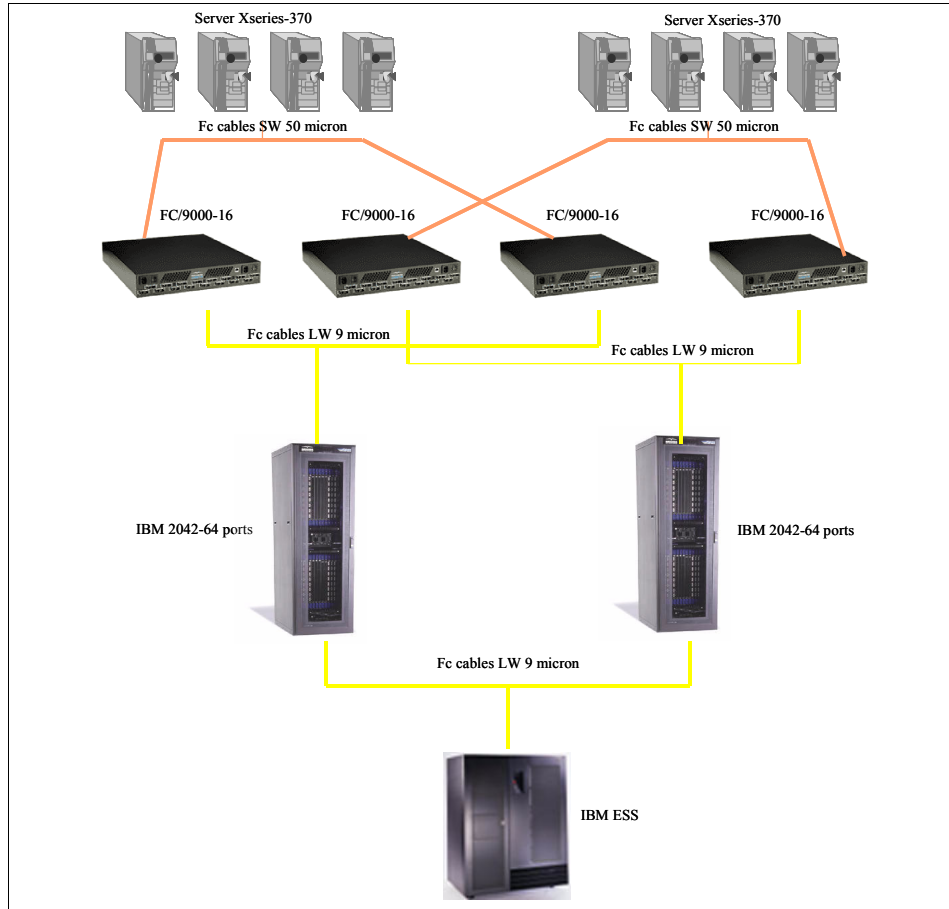 Server Xseries-370
Server Xseries-370
Fc cables SW 50 micron
Fc cables SW 50 micron
FC/9000-16
FC/9000-16
FC/9000-16
FC/9000-16
Fc cables LW 9 micron
Fc cables LW 9 micron
IBM 2042-64 ports
IBM 2042-64 ports
Fc cables LW 9 micron
IBM ESS